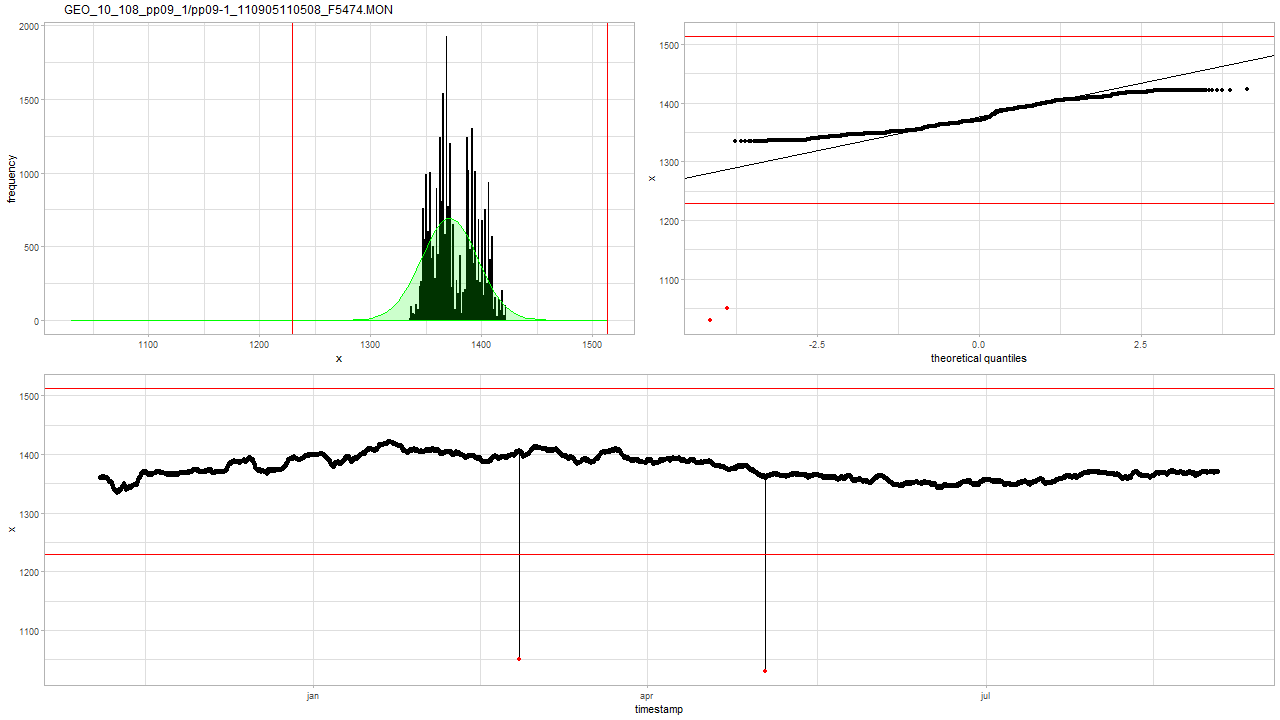 GEO_10_108_pp09_1/pp09-1_110905110508_F5474.MON
2000
1500
1000
500
0
frequency
1100 1200 1300 1400 1500
x
1500
1400
1300
1200
1100
x
-2.5 0.0 2.5
theoretical quantiles
1500
1400
1300
1200
1100
x
jan apr jul
timestamp